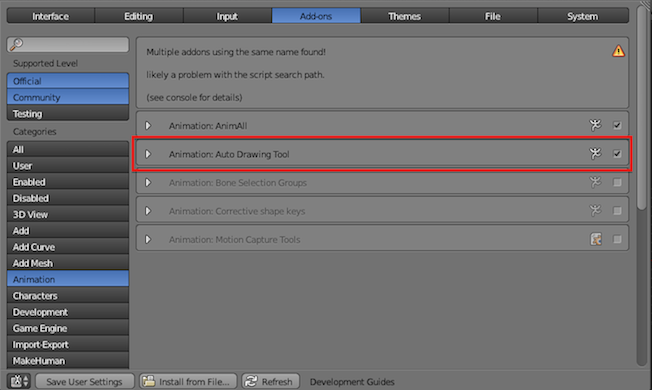 Interface Editing Input Add-ons Themes File System
Multiple addons using the same name found!
likely a problem with the script search path.
(see console for details)
Supported Level
Official
Community
Testing
Categories
All
User
Enabled
Disabled
3D View
Add
Add Curve
Add Mesh
Animation
Characters
Development
Game Engine
Import-Export
MakeHuman
Animation: AnimAll
Animation: Auto Drawing Tool
Animation: Bone Selection Groups
Animation: Corrective shape keys
Animation: Motion Capture Tools
Save User Settings Install from File... Refresh Development Guides